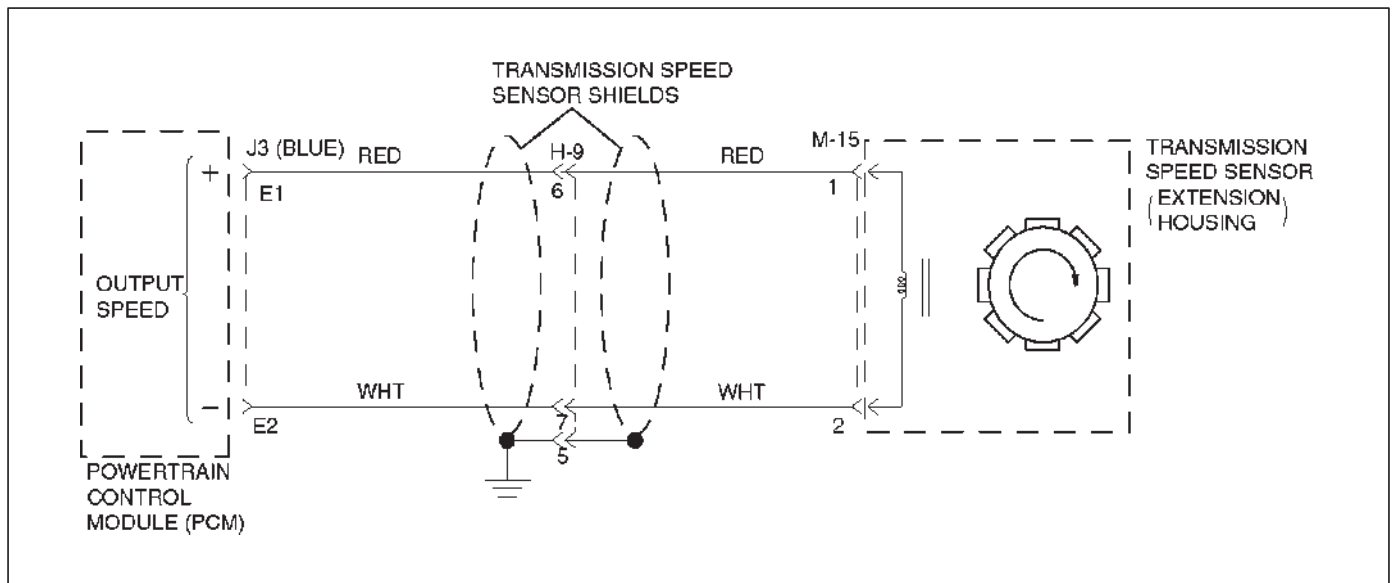 TRANSMISSION SPEED
SENSOR SHIELDS
J3 (BLUE)
RED
H-9
RED
M-15
TRANSMISSION
SPEED SENSOR
(EXTENSION
HOUSING)
+
E1
6
1
OUTPUT
SPEED
WHT
WHT
−
E2
7
2
5
POWERTRAIN
CONTROL
MODULE (PCM)